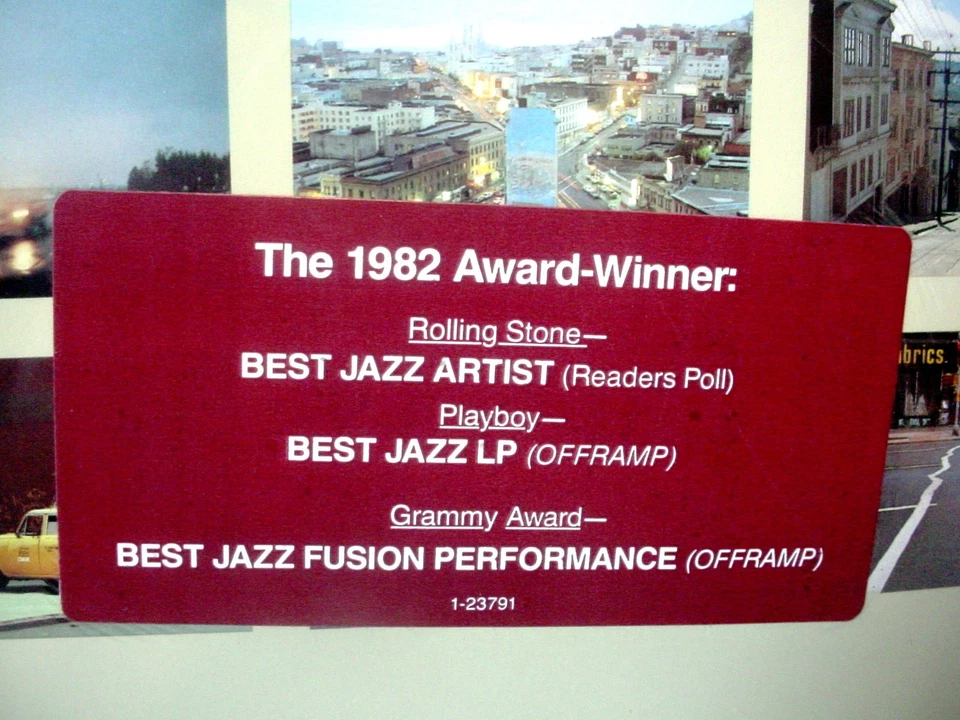 The 1982 Award-Winner:
Rolling Stone—
BEST JAZZ ARTIST (Readers Poll)
Playboy—
BEST JAZZ LP (OFFRAMP)
Grammy Award—
BEST JAZZ FUSION PERFORMANCE (OFFRAMP)
1-23791
brics.